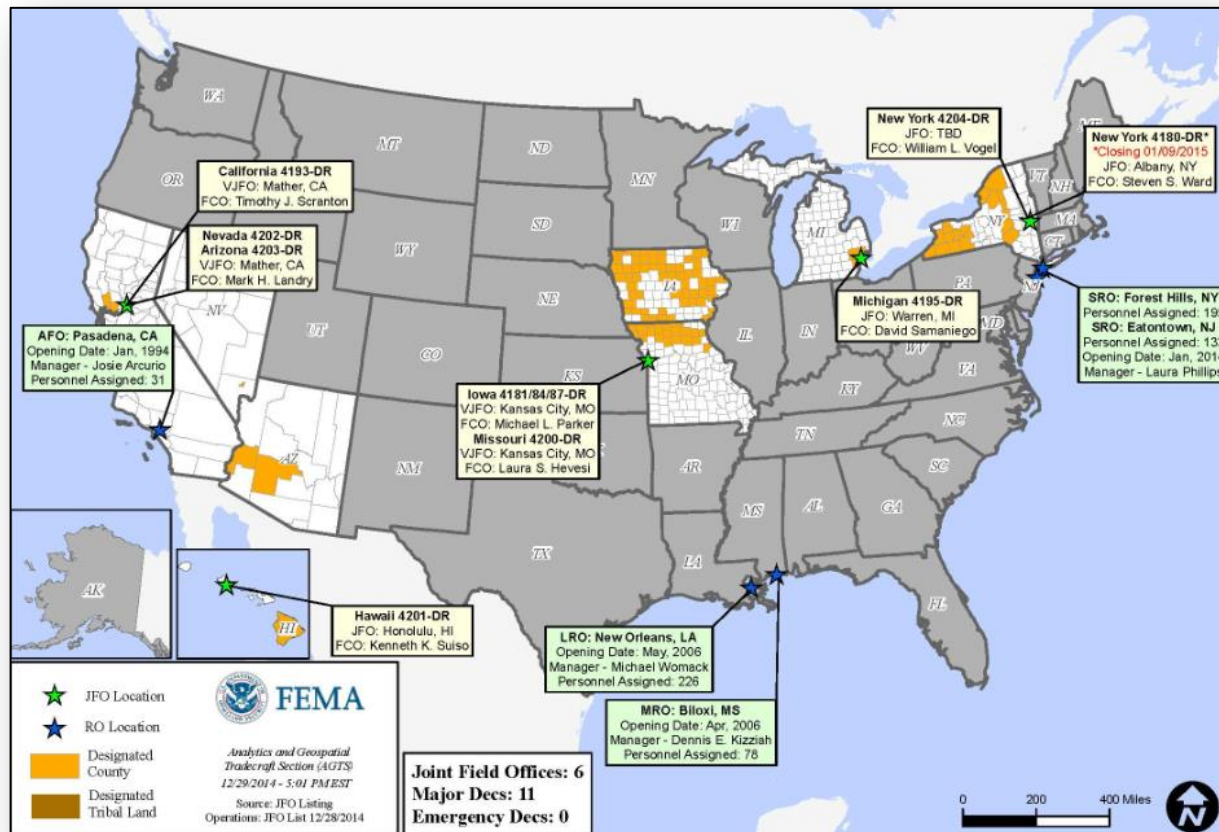 WA
OR
MT
ND
MN
SD
WY
WI
MI
NE
IA
IL
IN
NV
UT
CO
KS
MO
KY
WV
VA
PA
NY
VT
NH
ME
MA
CT
NJ
MD
NC
TN
SC
AR
MS
AL
GA
LA
TX
FL
NM
AZ
AK
HI
California 4193-DR
VJFO: Mather, CA
FCO: Timothy J. Scranton
Nevada 4202-DR
Arizona 4203-DR
VJFO: Mather, CA
FCO: Mark H. Landry
AFO: Pasadena, CA
Opening Date: Jan, 1994
Manager - Josie Arcurio
Personnel Assigned: 31
New York 4204-DR
JFO: TBD
FCO: William L. Vogel
New York 4180-DR*
*Closing 01/09/2015
JFO: Albany, NY
FCO: Steven S. Ward
Michigan 4195-DR
JFO: Warren, MI
FCO: David Samaniego
SRO: Forest Hills, NY
Personnel Assigned:
SRO: Eatontown, NJ
Personnel Assigned:
Opening Date: Jan, 2014
Manager - Laura Phillips
Iowa 4181/84/87-DR
VJFO: Kansas City, MO
FCO: Michael L. Parker
Missouri 4200-DR
VJFO: Kansas City, MO
FCO: Laura S. Hevesi
Hawaii 4201-DR
JFO: Honolulu, HI
FCO: Kenneth K. Suiso
LRO: New Orleans, LA
Opening Date: May, 2006
Manager - Michael Womack
Personnel Assigned: 226
MRO: Biloxi, MS
Opening Date: Apr, 2006
Manager - Dennis E. Kizziah
Personnel Assigned: 78
JFO Location
RO Location
Designated
County
Designated
Tribal Land
FEMA
Analytics and Geospatial
Tradecraft Section (AGTS)
12/29/2014 - 5:01 PM EST
Source: JFO Listing
Operations: JFO List 12/28/2014
Joint Field Offices: 6
Major Decs: 11
Emergency Decs: 0
0 200 400 Miles
N